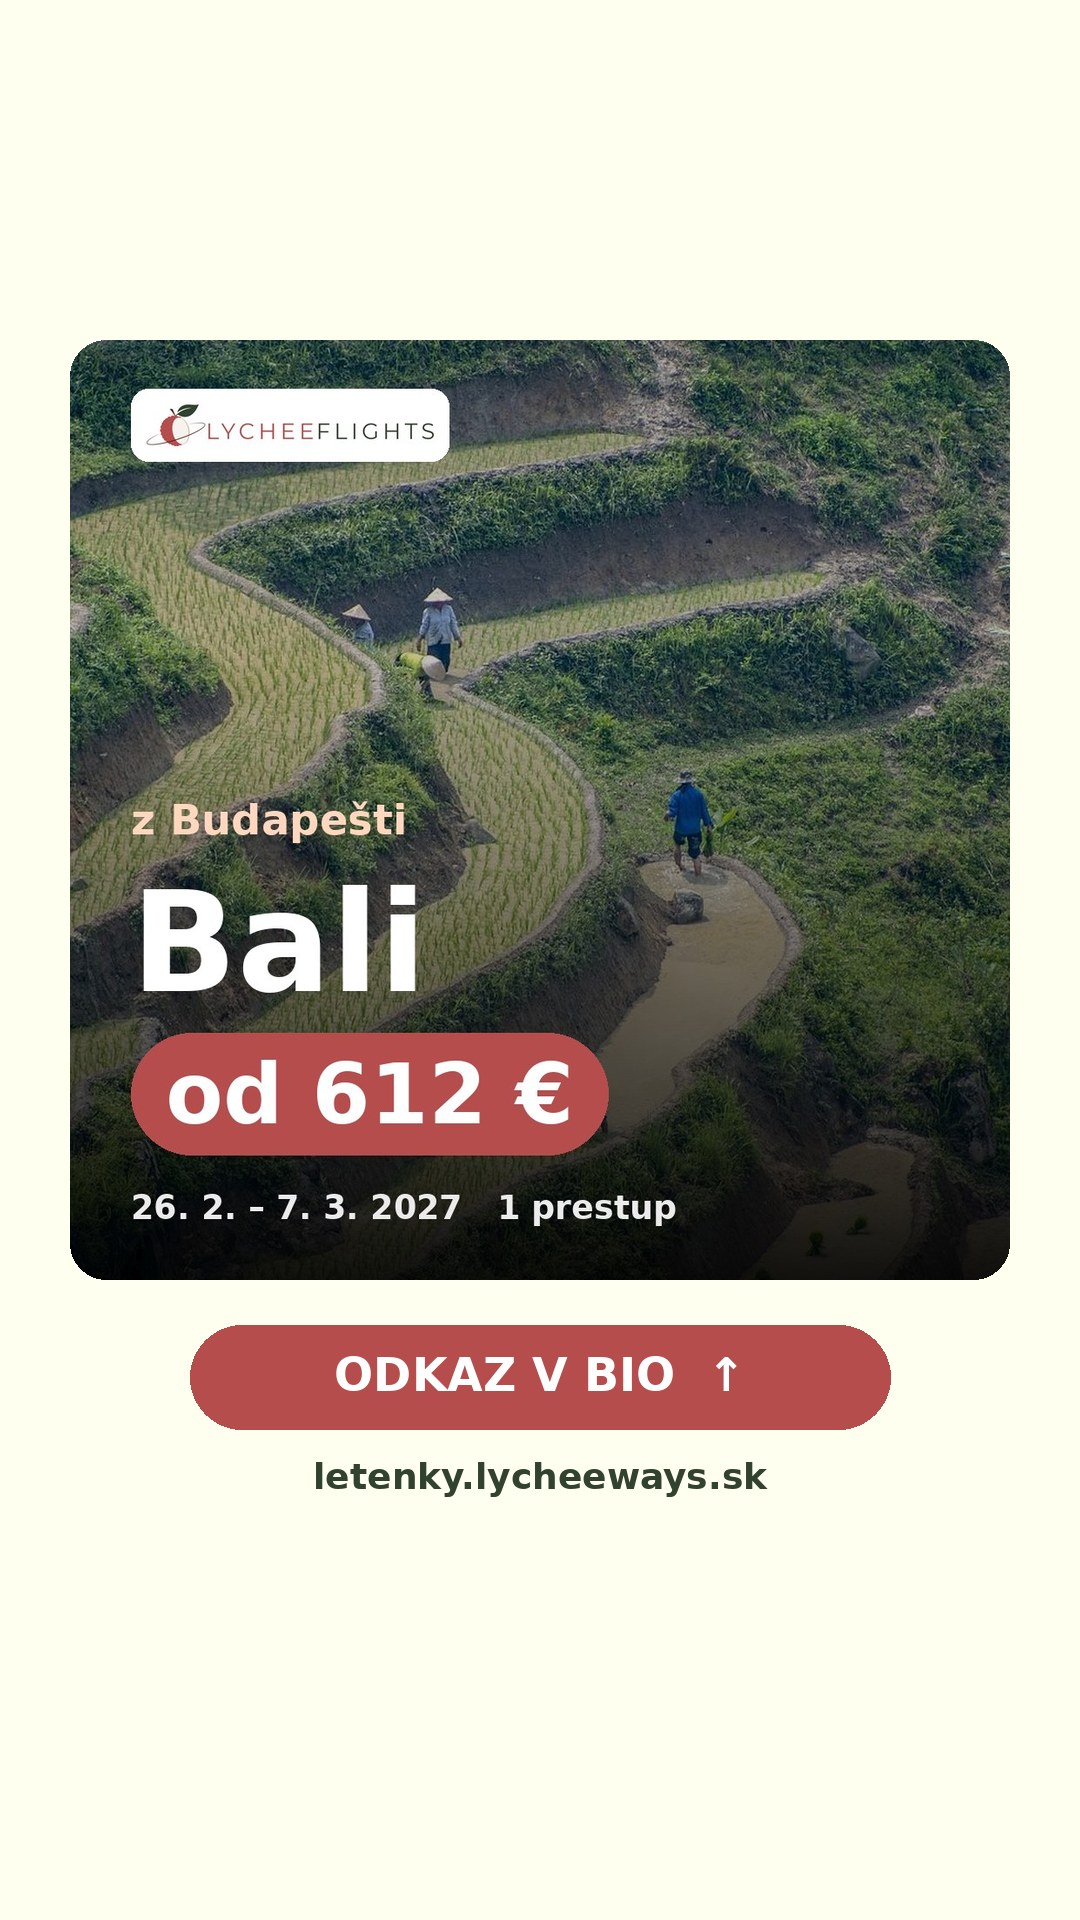 LYCHEEFLIGHTS
z Budapešti
Bali
od 612 €
26. 2. – 7. 3. 2027 1 prestup
ODKAZ V BIO ↑
letenky.lycheeways.sk